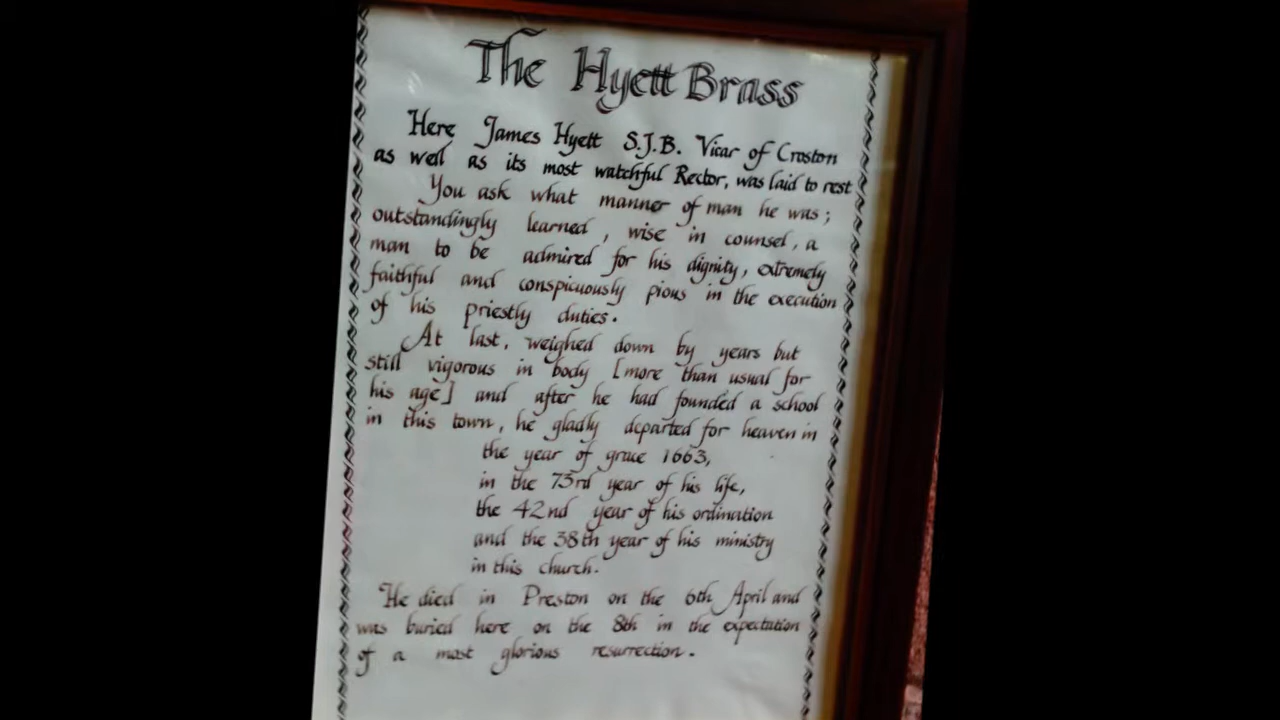 The Hyett Brass
Here James Hyett S.J.B. Vicar of Croston
as well as its most watchful Rector, was laid to rest
You ask what manner of man he was;
outstandingly learned, wise in counsel, a
man to be admired for his dignity, extremely
faithful and conspicuously pious in the execution
of his priestly duties.
At last, weighed down by years but
still vigorous in body [more than usual for
his age] and after he had founded a school
in this town, he gladly departed for heaven in
the year of grace 1663,
in the 73rd year of his life,
the 42nd year of his ordination
and the 38th year of his ministry
in this church.
He died in Preston on the 6th April and
was buried here on the 8th in the expectation
of a most glorious resurrection.